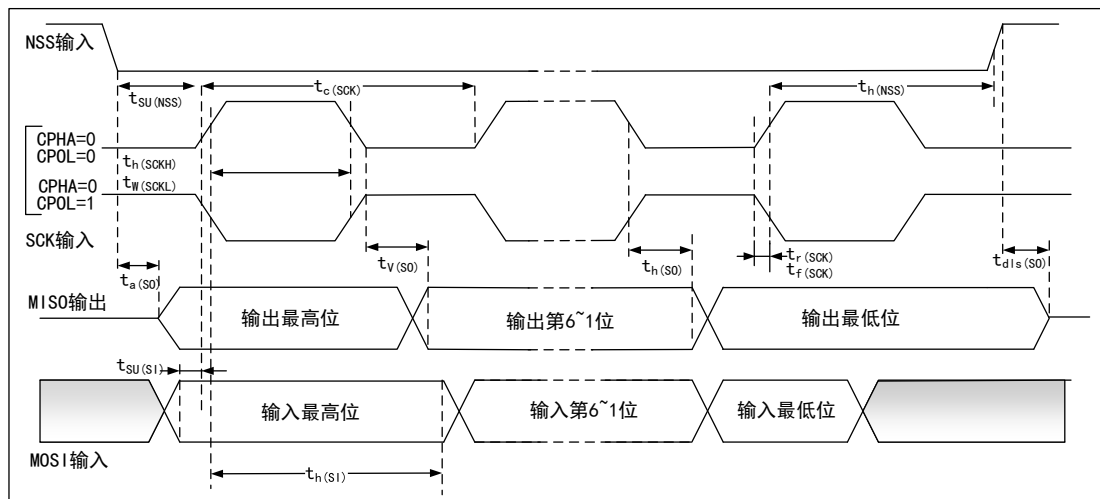 NSS输入
tSU(NSS)
tc(SCK)
th(NSS)
CPHA=0
CPOL=0
th(SCKH)
CPHA=0
tW(SCKL)
CPOL=1
SCK输入
ta(SO)
tV(SO)
th(SO)
tr(SCK)
tf(SCK)
tdis(SO)
MISO输出
输出最高位
输出第6~1位
输出最低位
tSU(SI)
输入最高位
输入第6~1位
输入最低位
MOSI输入
th(SI)